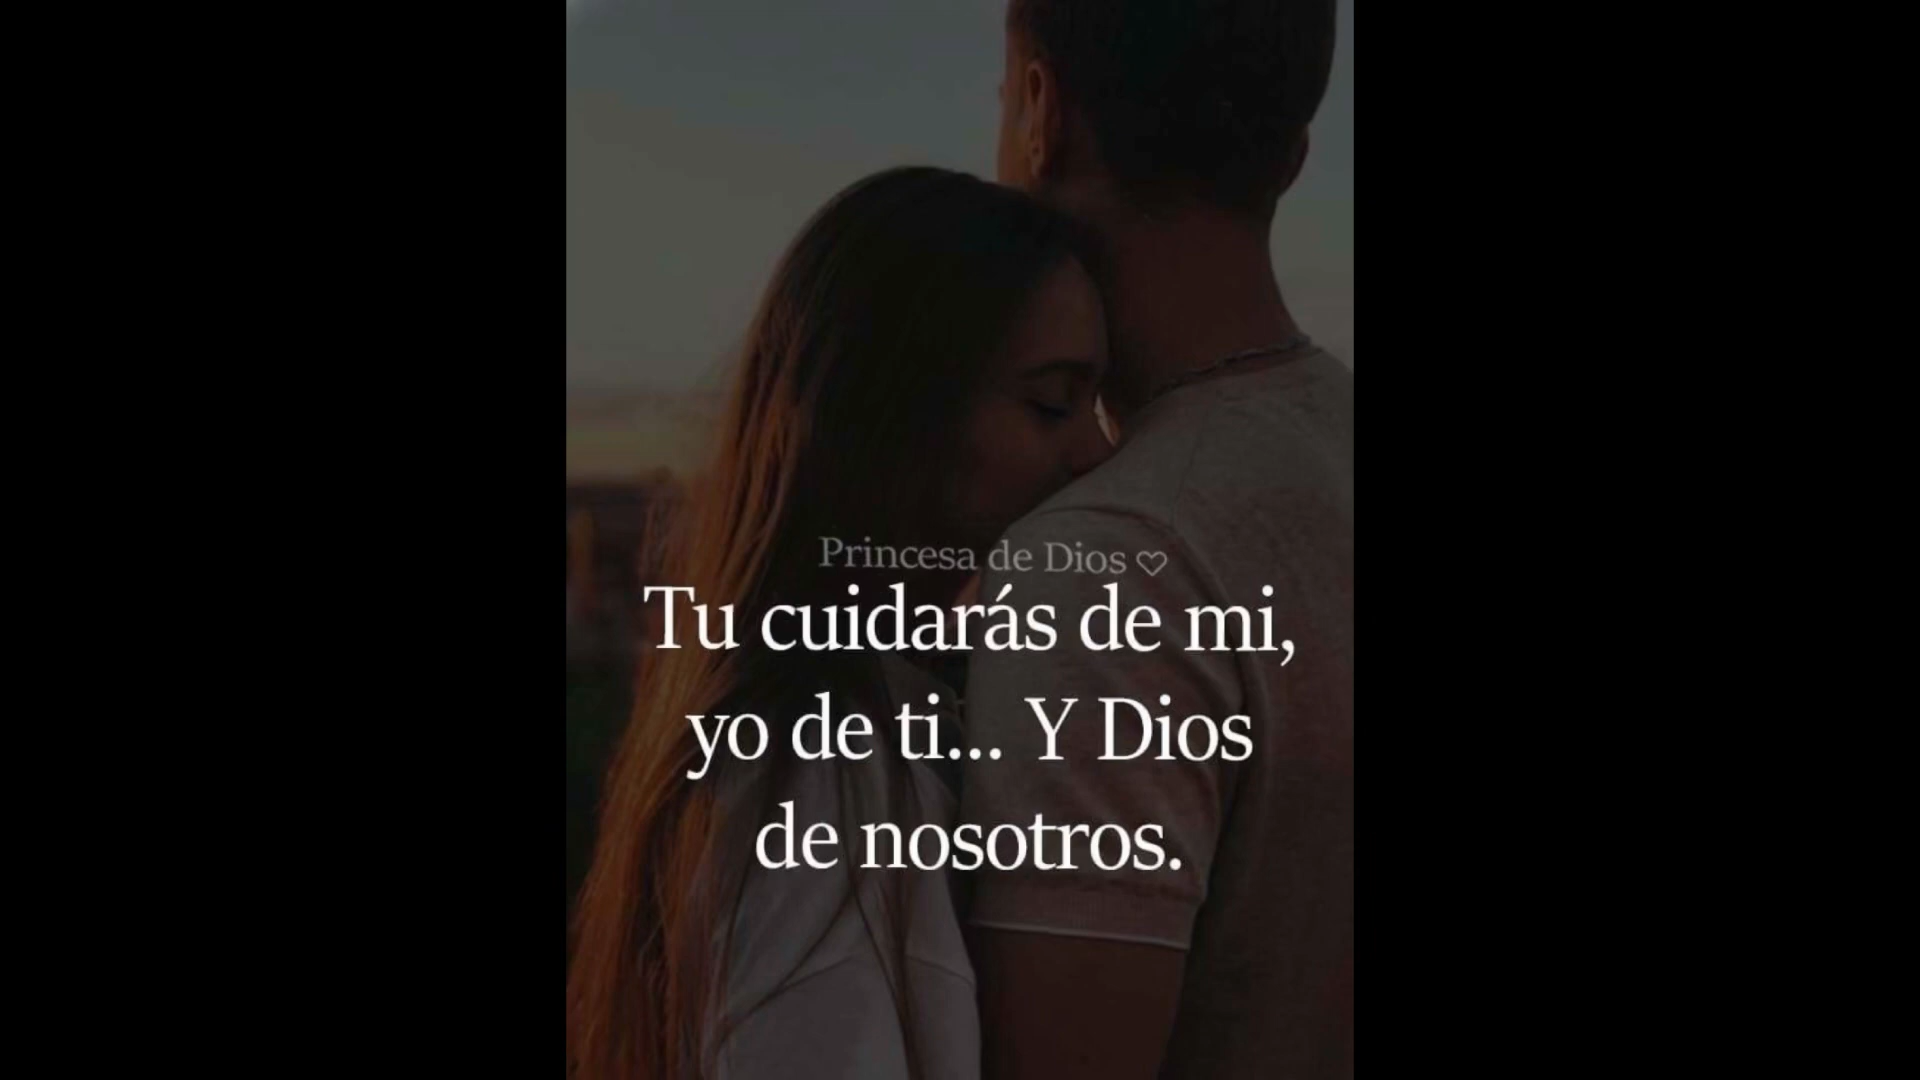 Princesa de Dios ♡
Tu cuidarás de mi,
yo de ti... Y Dios
de nosotros.